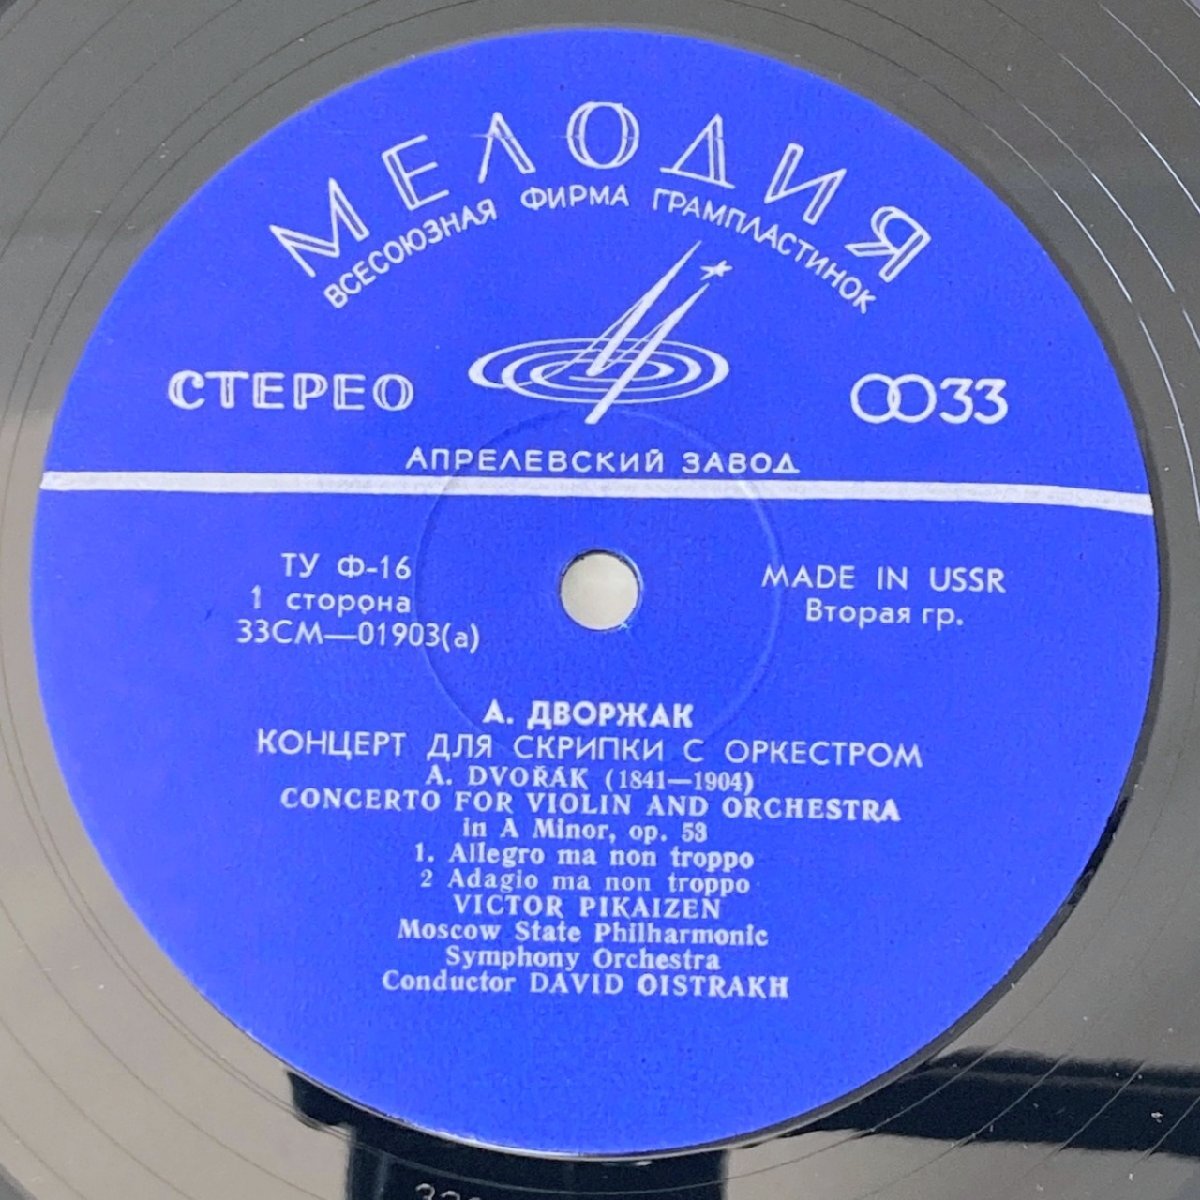 МЕЛОДИЯ
ВСЕСОЮЗНАЯ ФИРМА ГРАМПЛАСТИНОК
СТЕРЕО
33
АПРЕЛЕВСКИЙ ЗАВОД
ТУ Ф-16
1 сторона
33СМ—01903(а)
MADE IN USSR
Вторая гр.
А. ДВОРЖАК
КОНЦЕРТ ДЛЯ СКРИПКИ С ОРКЕСТРОМ
A. DVOŘÁK (1841—1904)
CONCERTO FOR VIOLIN AND ORCHESTRA
in A Minor, op. 53
1. Allegro ma non troppo
2 Adagio ma non troppo
VICTOR PIKAIZEN
Moscow State Philharmonic
Symphony Orchestra
Conductor DAVID OISTRAKH